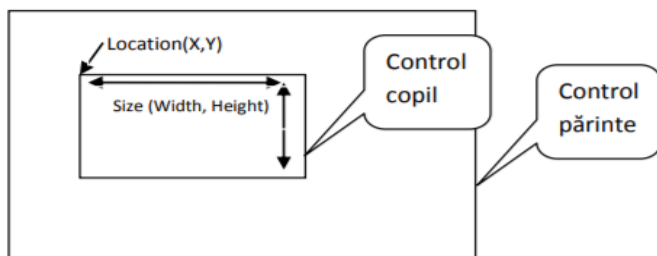 Location(X,Y)
Size (Width, Height)
Control
copil
Control
părinte